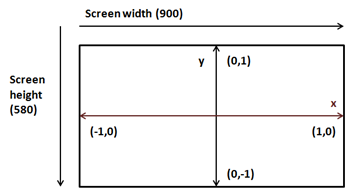 Screen width (900)
y
(0,1)
Screen
height
(580)
x
(-1,0)
(1,0)
(0,-1)